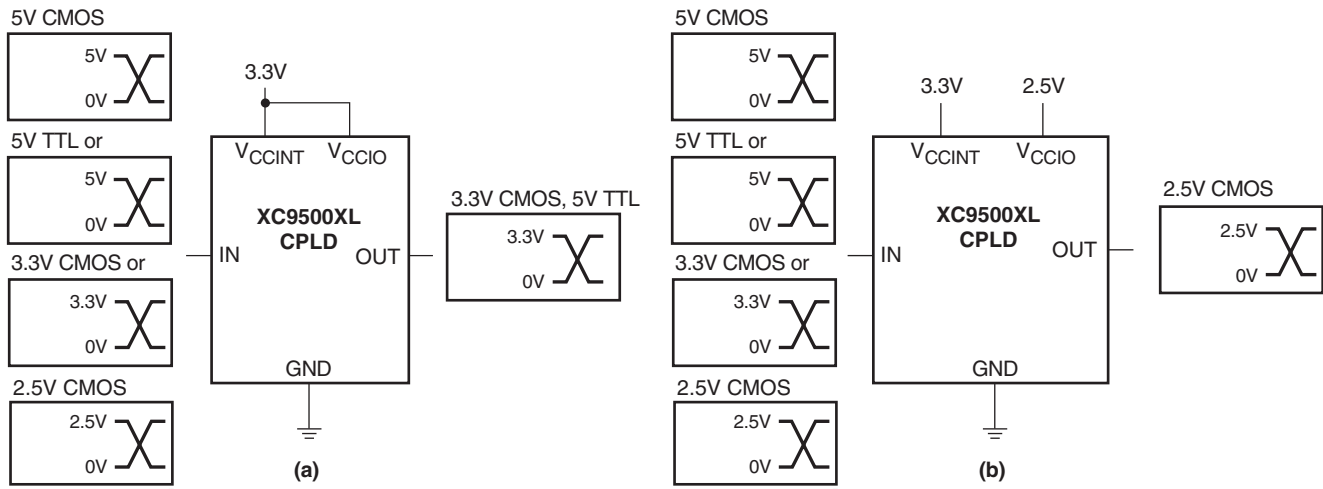 5V CMOS
5V
0V
5V TTL or
5V
0V
3.3V CMOS or
3.3V
0V
2.5V CMOS
2.5V
0V
3.3V
VCCINT VCCIO
XC9500XL
CPLD
IN OUT
GND
(a)
3.3V CMOS, 5V TTL
3.3V
0V
5V CMOS
5V
0V
5V TTL or
5V
0V
3.3V CMOS or
3.3V
0V
2.5V CMOS
2.5V
0V
3.3V 2.5V
VCCINT VCCIO
XC9500XL
CPLD
IN OUT
GND
(b)
2.5V CMOS
2.5V
0V